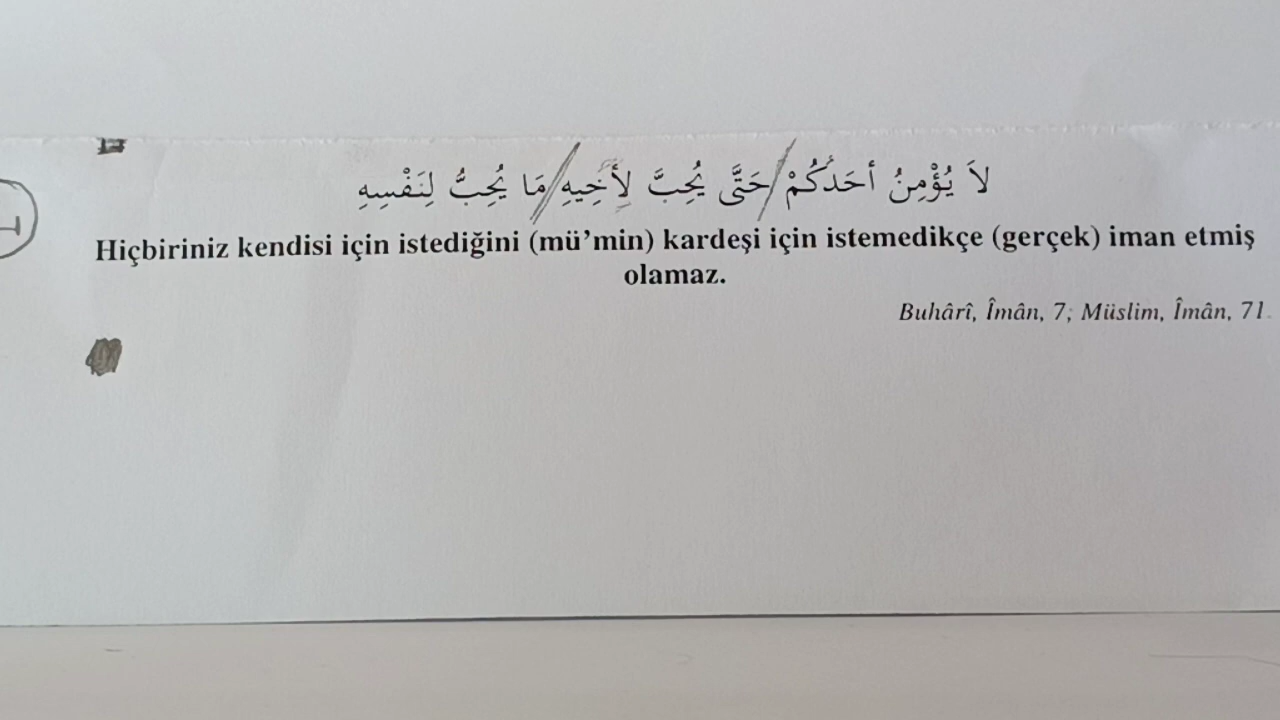 لاَ يُؤْمِنُ أحَدُكُمْ/حَتَّى يُحِبَّ لِأَخِيهِ/مَا يُحِبُّ لِنَفْسِهِ
Hiçbiriniz kendisi için istediğini (mü’min) kardeşi için istemedikçe (gerçek) iman etmiş
olamaz.
Buhârî, Îmân, 7; Müslim, Îmân, 71.